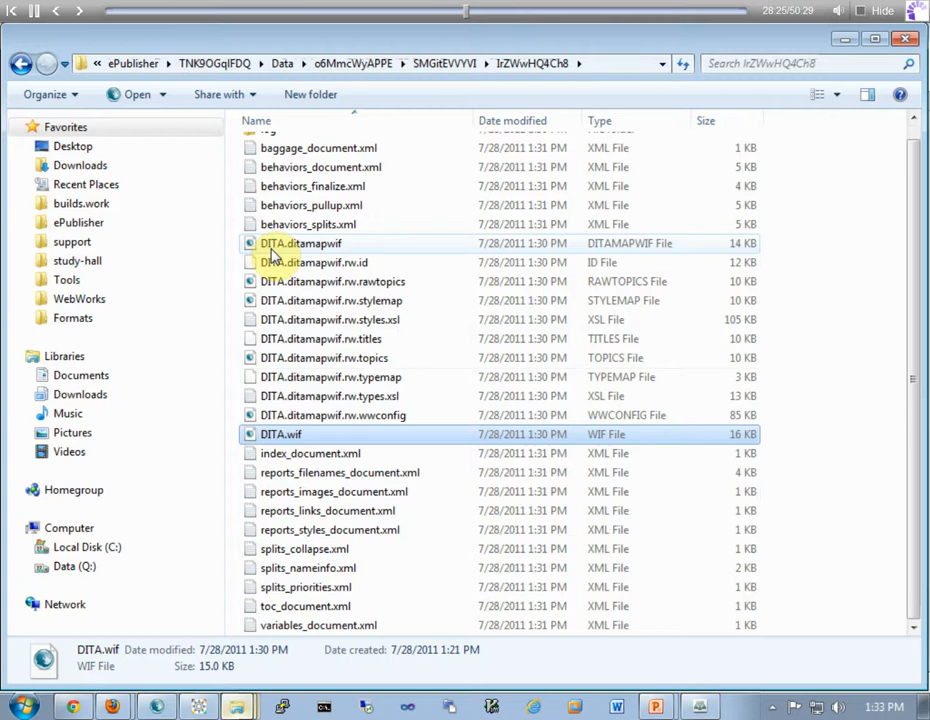 28:25/50:29
Hide
« ePublisher TNK9OGqIFDQ Data o6MmcWyAPPE SMGitEVVYVI IrZWwHQ4Ch8
Search IrZWwHQ4Ch8
Organize Open Share with New folder
Name Date modified Type Size
Favorites
Desktop
Downloads
Recent Places
builds.work
ePublisher
support
study-hall
Tools
WebWorks
Formats
Libraries
Documents
Downloads
Music
Pictures
Videos
Homegroup
Computer
Local Disk (C:)
Data (Q:)
Network
baggage_document.xml 7/28/2011 1:31 PM XML File 1 KB
behaviors_document.xml 7/28/2011 1:31 PM XML File 5 KB
behaviors_finalize.xml 7/28/2011 1:31 PM XML File 4 KB
behaviors_pullup.xml 7/28/2011 1:31 PM XML File 5 KB
behaviors_splits.xml 7/28/2011 1:31 PM XML File 5 KB
DITA.ditamapwif 7/28/2011 1:30 PM DITAMAPWIF File 14 KB
DITA.ditamapwif.rw.id 7/28/2011 1:30 PM ID File 12 KB
DITA.ditamapwif.rw.rawtopics 7/28/2011 1:30 PM RAWTOPICS File 10 KB
DITA.ditamapwif.rw.stylemap 7/28/2011 1:30 PM STYLEMAP File 10 KB
DITA.ditamapwif.rw.styles.xsl 7/28/2011 1:30 PM XSL File 105 KB
DITA.ditamapwif.rw.titles 7/28/2011 1:30 PM TITLES File 10 KB
DITA.ditamapwif.rw.topics 7/28/2011 1:30 PM TOPICS File 10 KB
DITA.ditamapwif.rw.typemap 7/28/2011 1:30 PM TYPEMAP File 3 KB
DITA.ditamapwif.rw.types.xsl 7/28/2011 1:30 PM XSL File 13 KB
DITA.ditamapwif.rw.wwconfig 7/28/2011 1:30 PM WWCONFIG File 85 KB
DITA.wif 7/28/2011 1:30 PM WIF File 16 KB
index_document.xml 7/28/2011 1:31 PM XML File 1 KB
reports_filenames_document.xml 7/28/2011 1:31 PM XML File 4 KB
reports_images_document.xml 7/28/2011 1:31 PM XML File 1 KB
reports_links_document.xml 7/28/2011 1:31 PM XML File 1 KB
reports_styles_document.xml 7/28/2011 1:31 PM XML File 1 KB
splits_collapse.xml 7/28/2011 1:31 PM XML File 1 KB
splits_nameinfo.xml 7/28/2011 1:31 PM XML File 2 KB
splits_priorities.xml 7/28/2011 1:31 PM XML File 1 KB
toc_document.xml 7/28/2011 1:31 PM XML File 1 KB
variables_document.xml 7/28/2011 1:31 PM XML File 1 KB
DITA.wif Date modified: 7/28/2011 1:30 PM Date created: 7/28/2011 1:21 PM
WIF File Size: 15.0 KB
1:33 PM